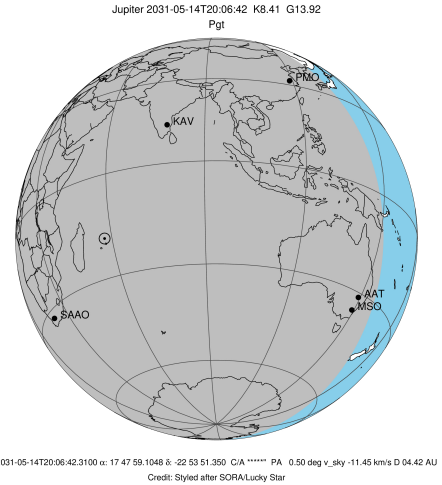 Jupiter 2031-05-14T20:06:42 K8.41 G13.92
Pgt
PMO
KAV
AAT
MSO
SAAO
031-05-14T20:06:42.3100 α: 17 47 59.1048 δ: -22 53 51.350 C/A *****" PA 0.50 deg v_sky -11.45 km/s D 04.42 AU
Credit: Styled after SORA/Lucky Star